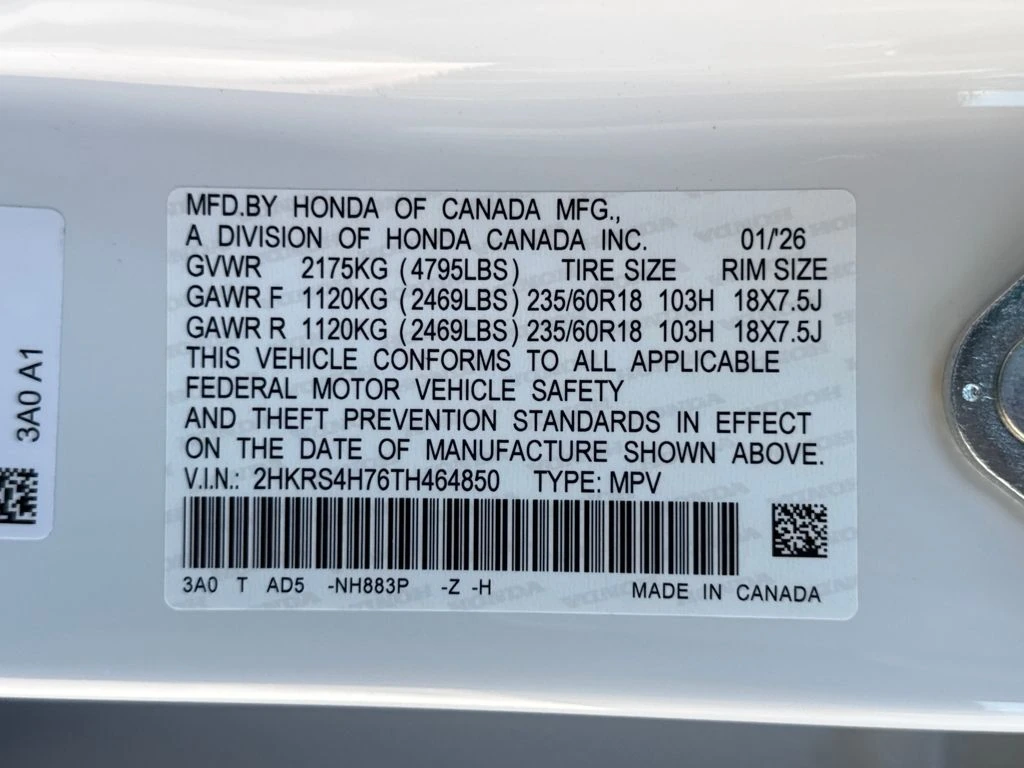 MFD.BY HONDA OF CANADA MFG.,
A DIVISION OF HONDA CANADA INC. 01/'26
GVWR 2175KG (4795LBS) TIRE SIZE RIM SIZE
GAWR F 1120KG (2469LBS) 235/60R18 103H 18X7.5J
GAWR R 1120KG (2469LBS) 235/60R18 103H 18X7.5J
THIS VEHICLE CONFORMS TO ALL APPLICABLE
FEDERAL MOTOR VEHICLE SAFETY
AND THEFT PREVENTION STANDARDS IN EFFECT
ON THE DATE OF MANUFACTURE SHOWN ABOVE.
V.I.N.: 2HKRS4H76TH464850 TYPE: MPV
3A0 T AD5 -NH883P -Z -H MADE IN CANADA
3A0 A1